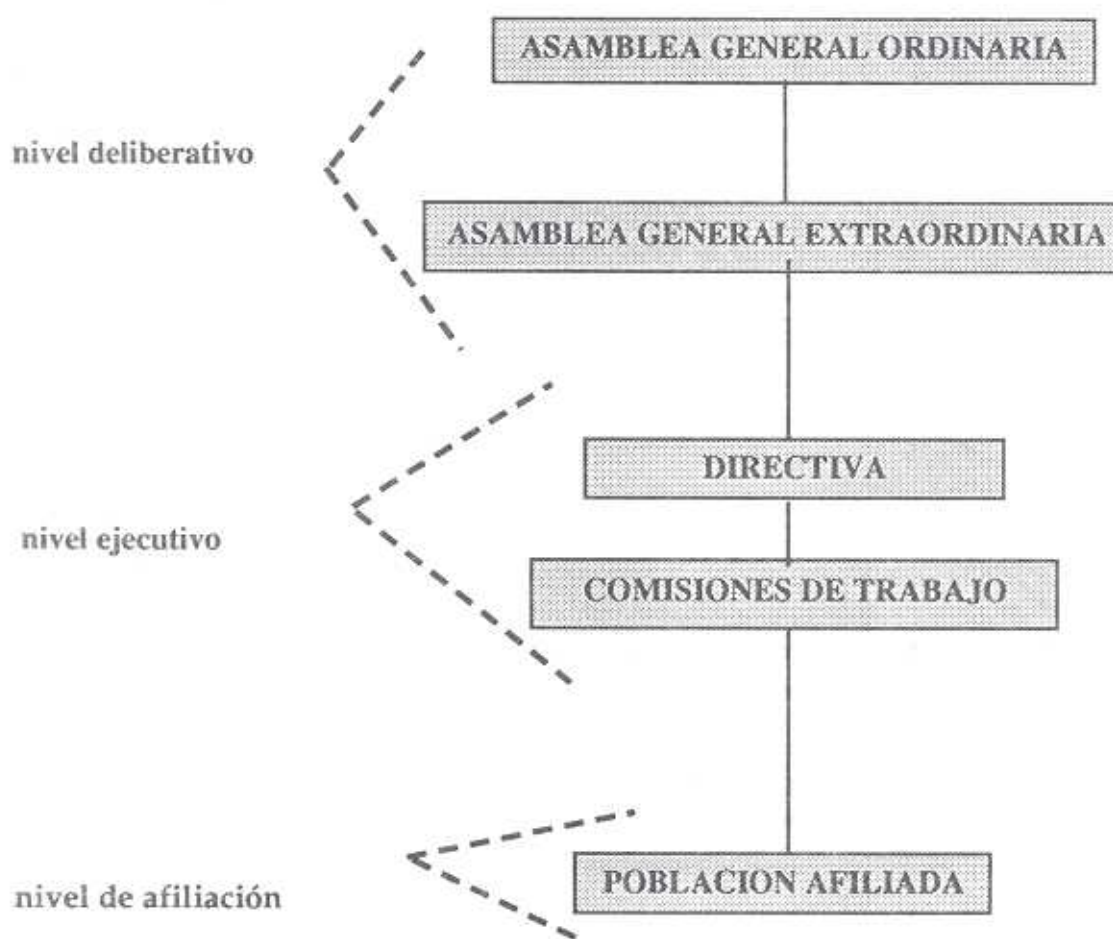 ASAMBLEA GENERAL ORDINARIA
nivel deliberativo
ASAMBLEA GENERAL EXTRAORDINARIA
DIRECTIVA
nivel ejecutivo
COMISIONES DE TRABAJO
POBLACION AFILIADA
nivel de afiliación